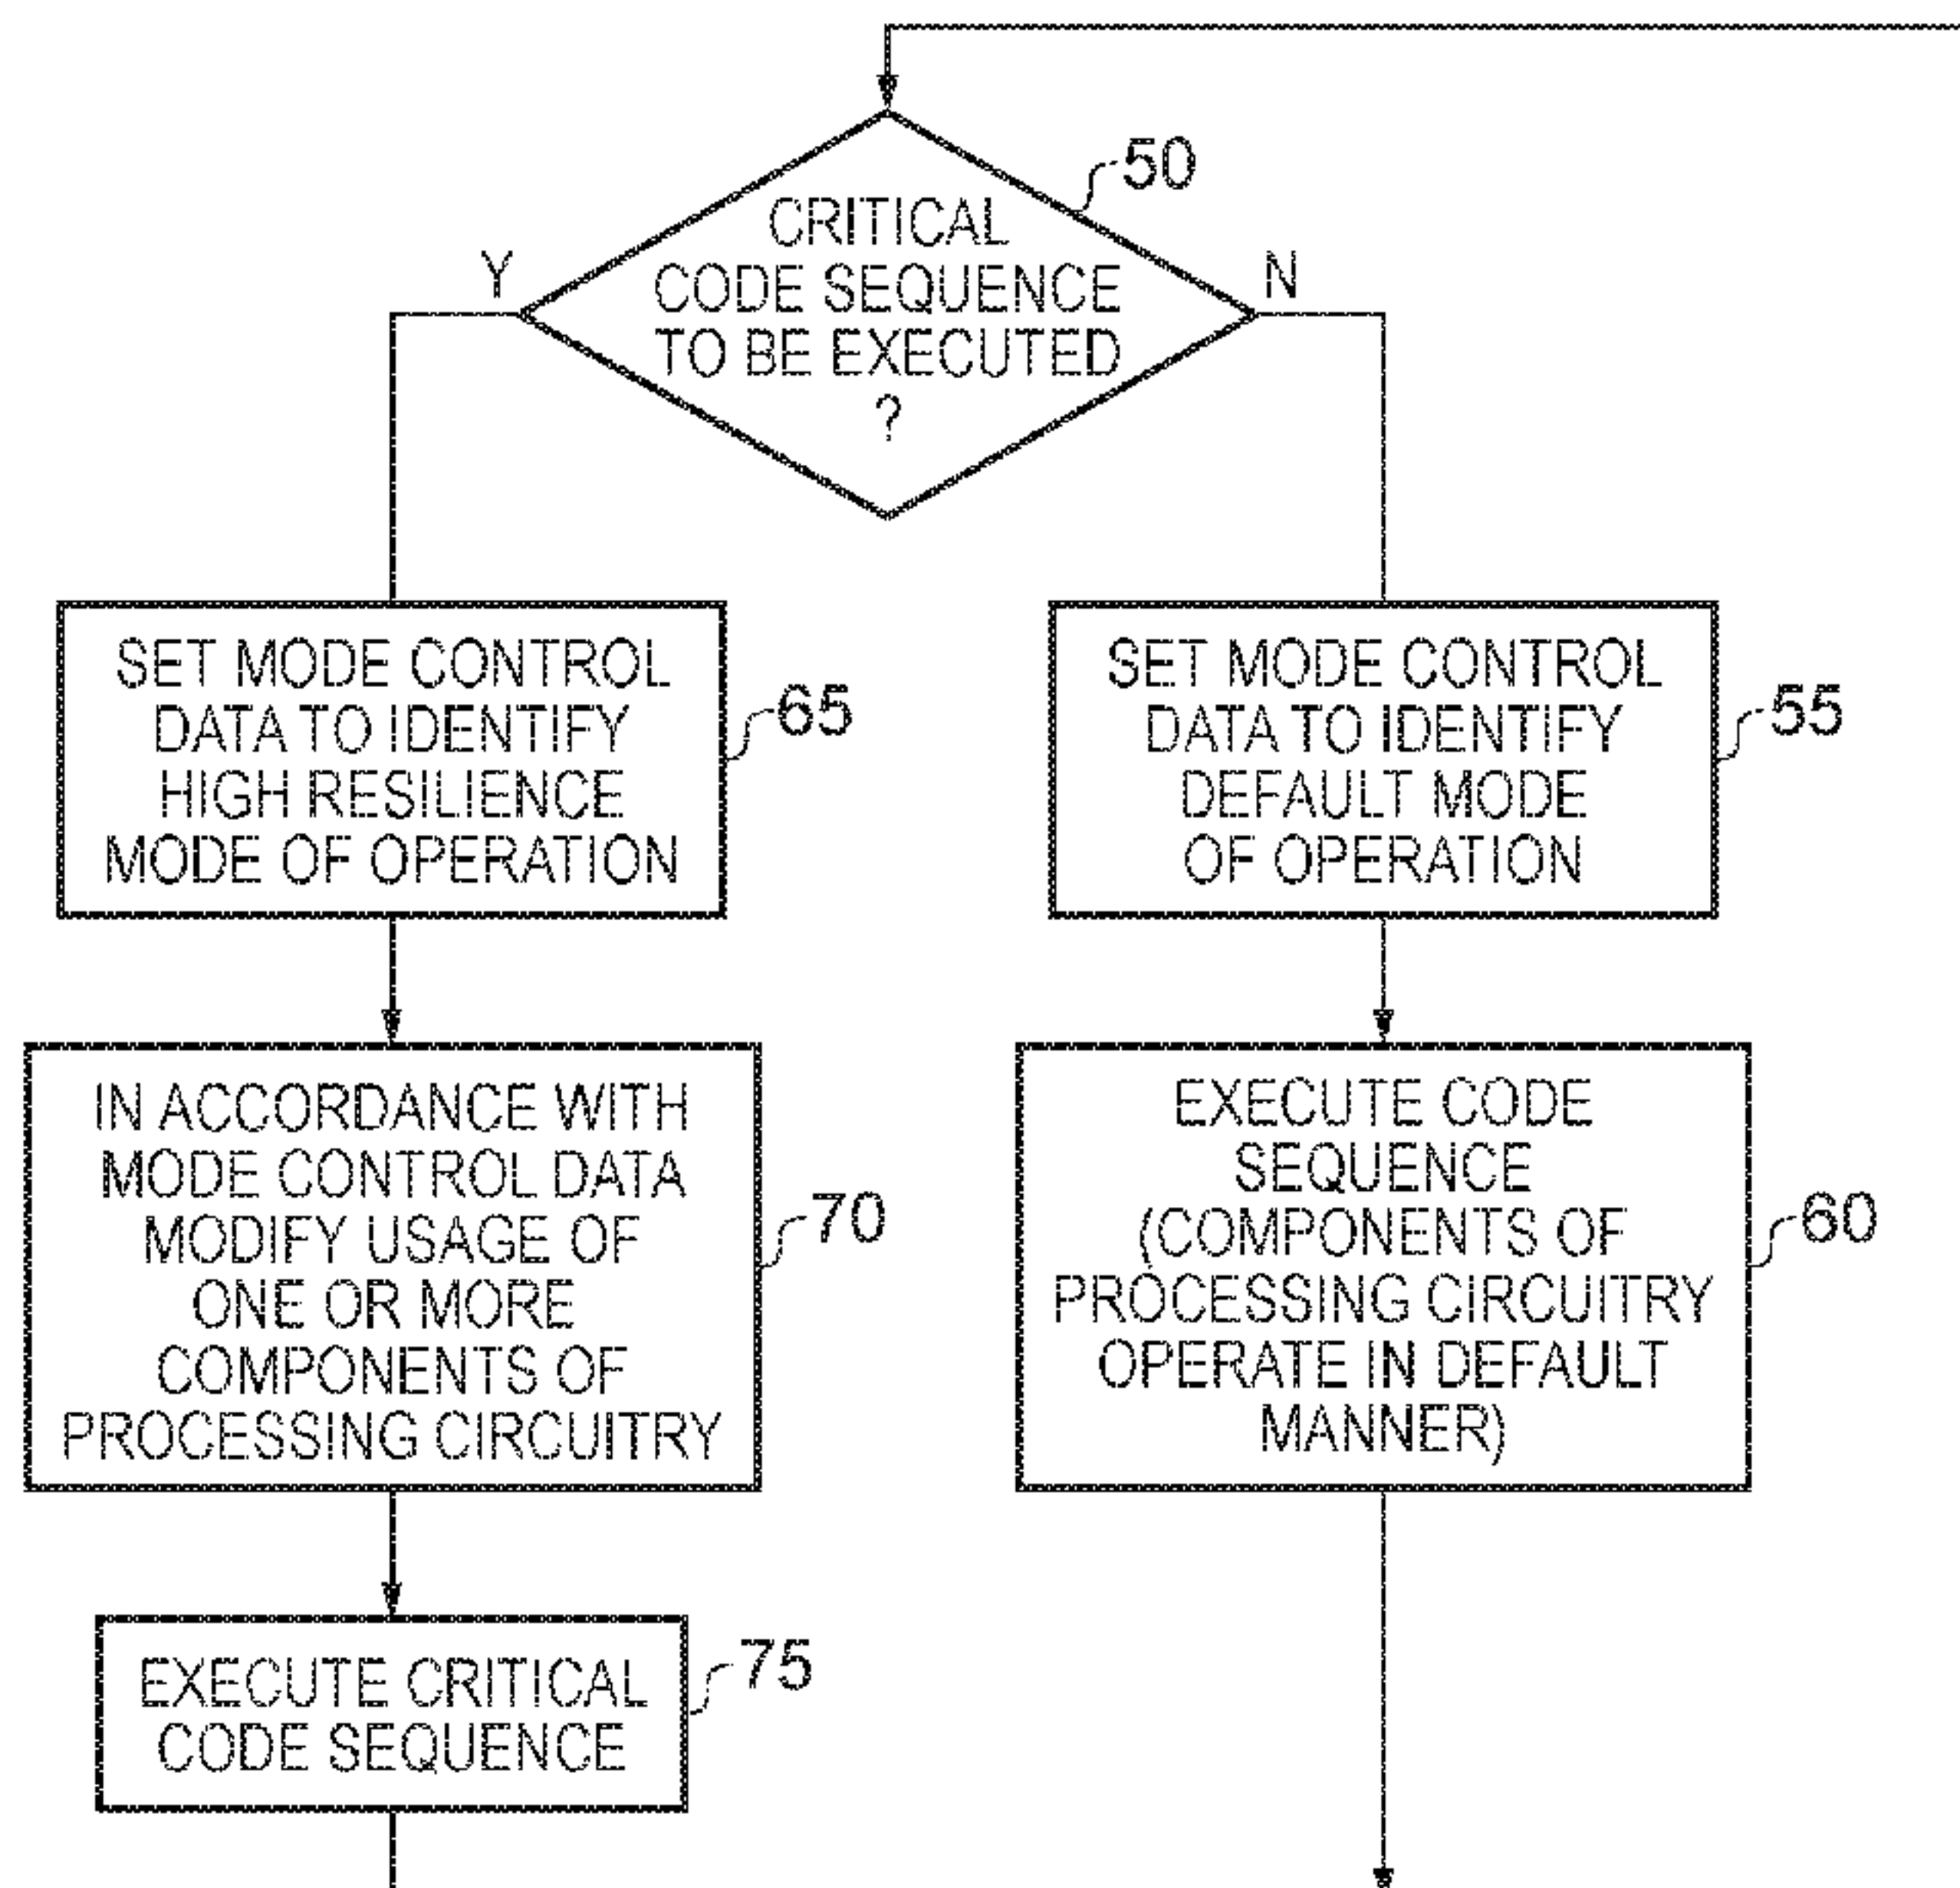 50
CRITICAL
CODE SEQUENCE
TO BE EXECUTED
?
Y
N
SET MODE CONTROL
DATA TO IDENTIFY
HIGH RESILIENCE
MODE OF OPERATION
65
SET MODE CONTROL
DATA TO IDENTIFY
DEFAULT MODE
OF OPERATION
55
IN ACCORDANCE WITH
MODE CONTROL DATA
MODIFY USAGE OF
ONE OR MORE
COMPONENTS OF
PROCESSING CIRCUITRY
70
EXECUTE CODE
SEQUENCE
(COMPONENTS OF
PROCESSING CIRCUITRY
OPERATE IN DEFAULT
MANNER)
60
EXECUTE CRITICAL
CODE SEQUENCE
75